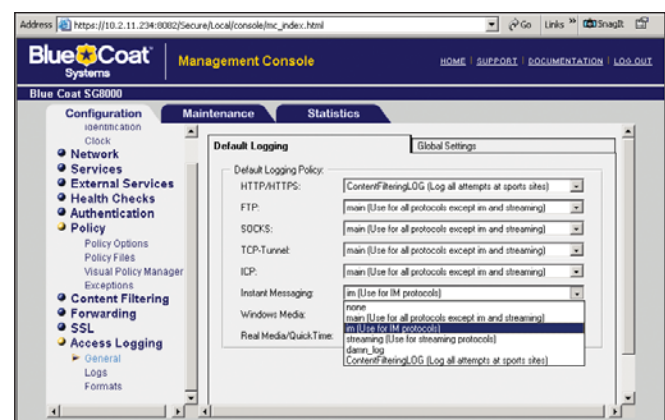 Address https://10.2.11.234:8082/Secure/Local/console/mc_index.html Go Links » SnagIt
Blue Coat Systems
Management Console
HOME | SUPPORT | DOCUMENTATION | LOG OUT
Blue Coat SG8000
Configuration Maintenance Statistics
Identification
Clock
Network
Services
External Services
Health Checks
Authentication
Policy
Policy Options
Policy Files
Visual Policy Manager
Exceptions
Content Filtering
Forwarding
SSL
Access Logging
General
Logs
Formats
Default Logging Global Settings
Default Logging Policy:
HTTP/HTTPS: ContentFilteringLOG (Log all attempts at sports sites)
FTP: main (Use for all protocols except im and streaming)
SOCKS: main (Use for all protocols except im and streaming)
TCP-Tunnel: main (Use for all protocols except im and streaming)
ICP: main (Use for all protocols except im and streaming)
Instant Messaging: im (Use for IM protocols)
Windows Media:
Real Media/QuickTime:
none
main (Use for all protocols except im and streaming)
im (Use for IM protocols)
streaming (Use for streaming protocols)
damn_log
ContentFilteringLOG (Log all attempts at sports sites)